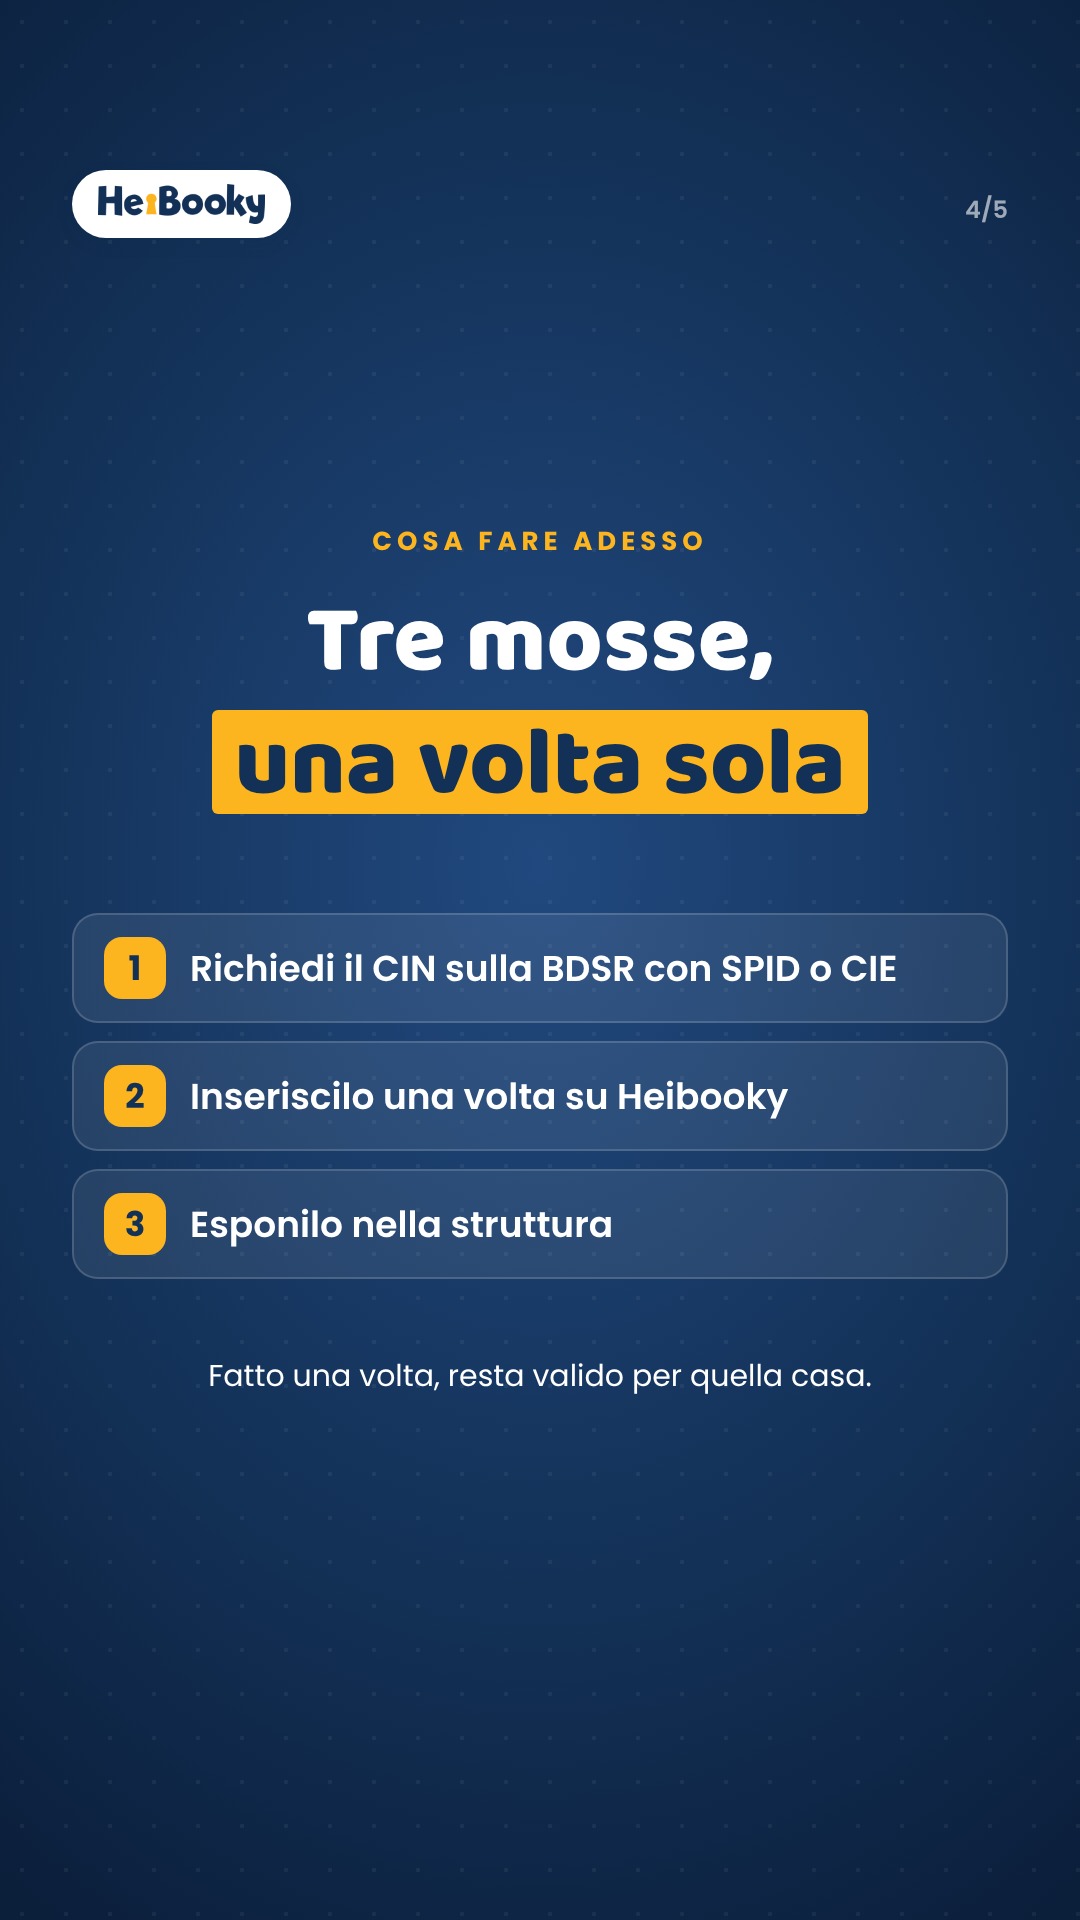 HeiBooky
4/5
COSA FARE ADESSO
Tre mosse,
una volta sola
1 Richiedi il CIN sulla BDSR con SPID o CIE
2 Inseriscilo una volta su Heibooky
3 Esponilo nella struttura
Fatto una volta, resta valido per quella casa.